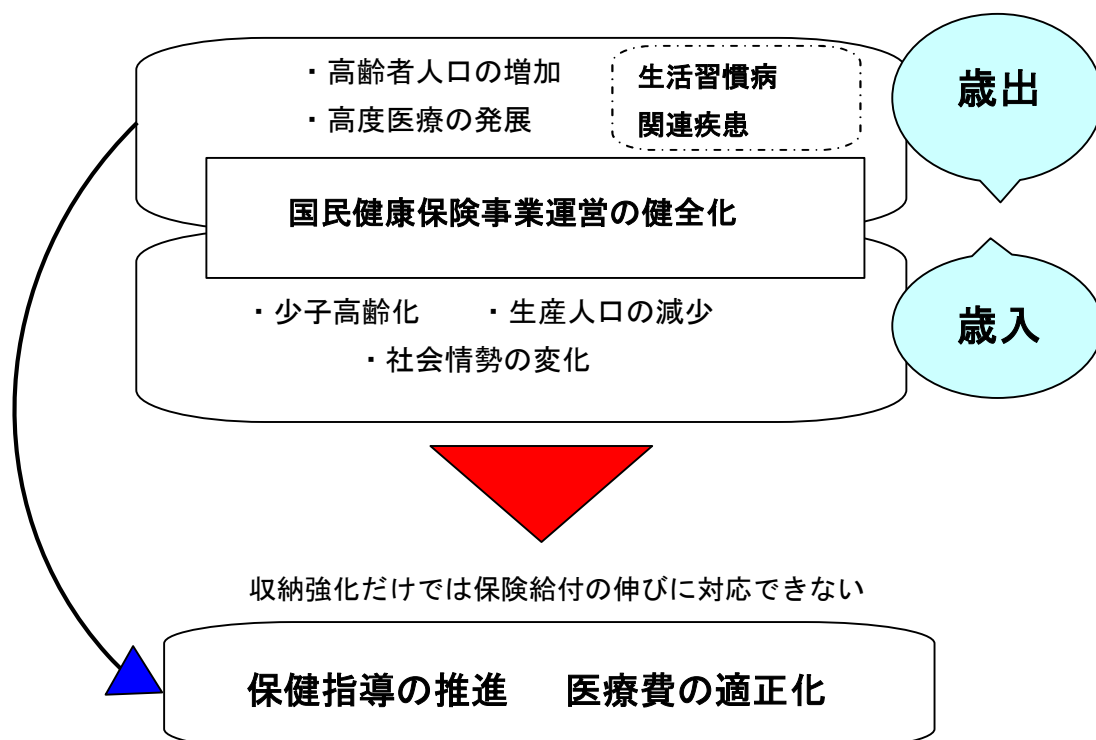 ・高齢者人口の増加
・高度医療の発展
生活習慣病
関連疾患
歳出
国民健康保険事業運営の健全化
・少子高齢化　・生産人口の減少
・社会情勢の変化
歳入
収納強化だけでは保険給付の伸びに対応できない
保健指導の推進　医療費の適正化